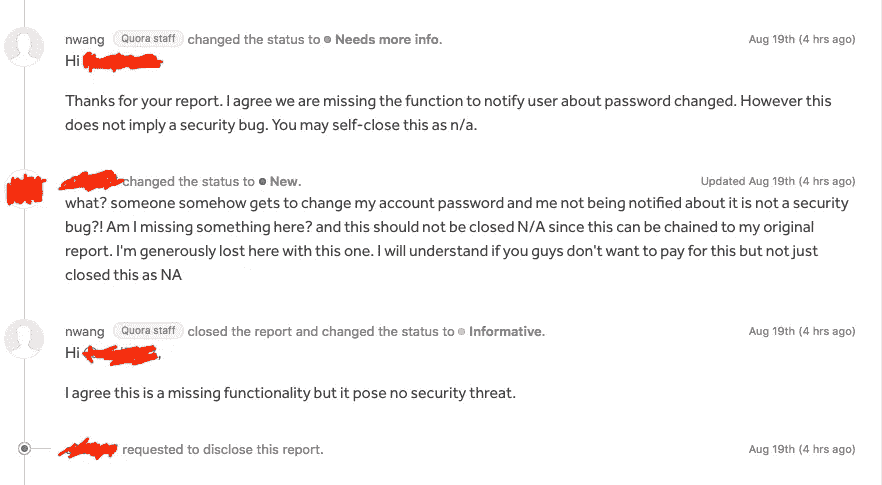 nwang Quora staff changed the status to Needs more info. Aug 19th (4 hrs ago)
Hi
Thanks for your report. I agree we are missing the function to notify user about password changed. However this
does not imply a security bug. You may self-close this as n/a.
changed the status to New. Updated Aug 19th (4 hrs ago)
what? someone somehow gets to change my account password and me not being notified about it is not a security
bug?! Am I missing something here? and this should not be closed N/A since this can be chained to my original
report. I'm generously lost here with this one. I will understand if you guys don't want to pay for this but not just
closed this as NA
nwang Quora staff closed the report and changed the status to Informative. Aug 19th (4 hrs ago)
Hi ,
I agree this is a missing functionality but it pose no security threat.
requested to disclose this report. Aug 19th (4 hrs ago)